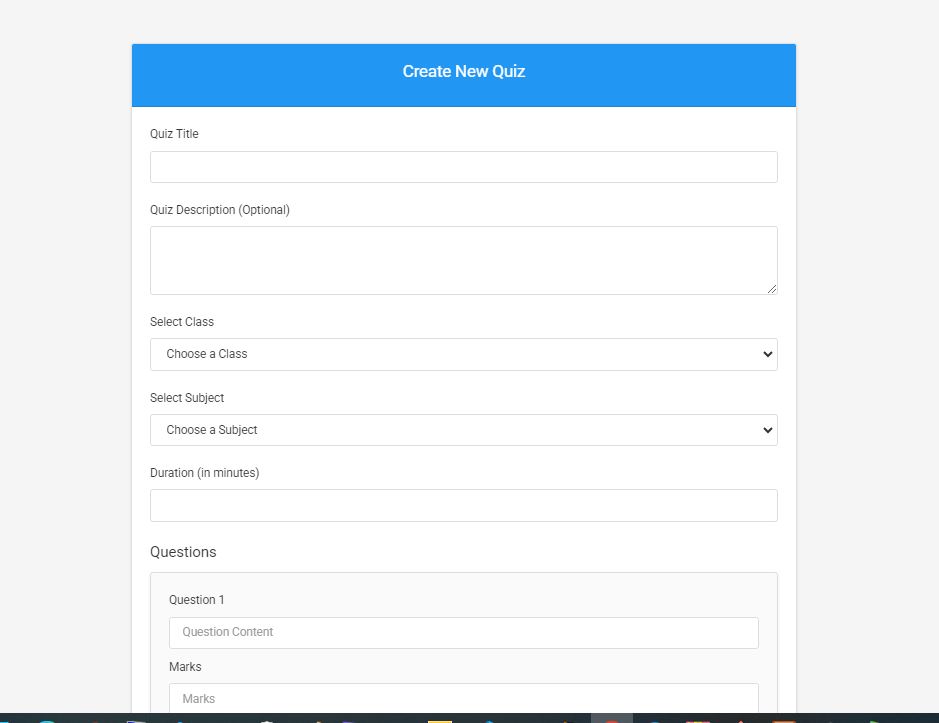 Create New Quiz
Quiz Title
Quiz Description (Optional)
Select Class
Choose a Class
Select Subject
Choose a Subject
Duration (in minutes)
Questions
Question 1
Question Content
Marks
Marks